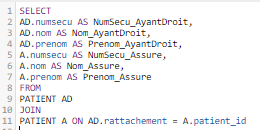 1 SELECT
2 AD.numsecu AS NumSecu_AyantDroit,
3 AD.nom AS Nom_AyantDroit,
4 AD.prenom AS Prenom_AyantDroit,
5 A.numsecu AS NumSecu_Assure,
6 A.nom AS Nom_Assure,
7 A.prenom AS Prenom_Assure
8 FROM
9 PATIENT AD
10 JOIN
11 PATIENT A ON AD.rattachement = A.patient_id